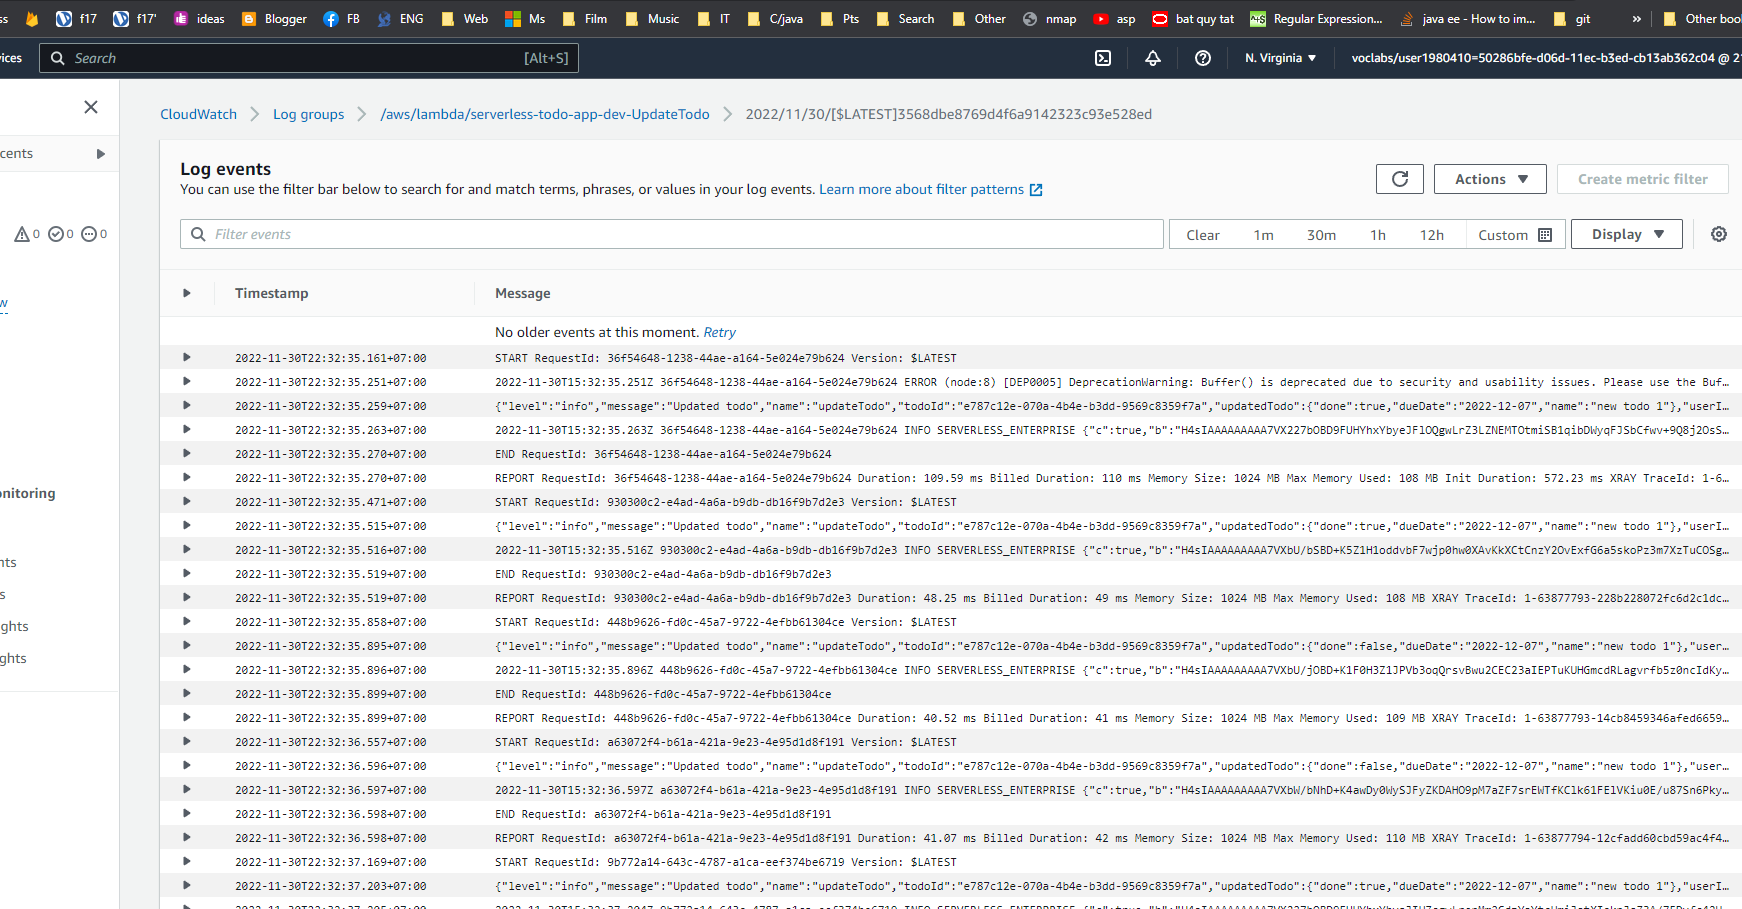 ss f17 f17' ideas Blogger FB ENG Web Ms Film Music IT C/java Pts Search Other nmap asp bat quy tat Regular Expression... java ee - How to im... git » Other boo
ices Search [Alt+S] N. Virginia ▼ voclabs/user1980410=50286bfe-d06d-11ec-b3ed-cb13ab362c04 @ 21
CloudWatch > Log groups > /aws/lambda/serverless-todo-app-dev-UpdateTodo > 2022/11/30/[$LATEST]3568dbe8769d4f6a9142323c93e528ed
cents
Log events
You can use the filter bar below to search for and match terms, phrases, or values in your log events. Learn more about filter patterns
Actions ▼ Create metric filter
0 0 0
Filter events Clear 1m 30m 1h 12h Custom Display ▼
Timestamp Message
w
No older events at this moment. Retry
2022-11-30T22:32:35.161+07:00 START RequestId: 36f54648-1238-44ae-a164-5e024e79b624 Version: $LATEST
2022-11-30T22:32:35.251+07:00 2022-11-30T15:32:35.251Z 36f54648-1238-44ae-a164-5e024e79b624 ERROR (node:8) [DEP0005] DeprecationWarning: Buffer() is deprecated due to security and usability issues. Please use the Buf…
2022-11-30T22:32:35.259+07:00 {"level":"info","message":"Updated todo","name":"updateTodo","todoId":"e787c12e-070a-4b4e-b3dd-9569c8359f7a","updatedTodo":{"done":true,"dueDate":"2022-12-07","name":"new todo 1"},"userI…
2022-11-30T22:32:35.263+07:00 2022-11-30T15:32:35.263Z 36f54648-1238-44ae-a164-5e024e79b624 INFO SERVERLESS_ENTERPRISE {"c":true,"b":
2022-11-30T22:32:35.270+07:00 END RequestId: 36f54648-1238-44ae-a164-5e024e79b624
2022-11-30T22:32:35.270+07:00 REPORT RequestId: 36f54648-1238-44ae-a164-5e024e79b624 Duration: 109.59 ms Billed Duration: 110 ms Memory Size: 1024 MB Max Memory Used: 108 MB Init Duration: 572.23 ms XRAY TraceId: 1-6…
onitoring
2022-11-30T22:32:35.471+07:00 START RequestId: 930300c2-e4ad-4a6a-b9db-db16f9b7d2e3 Version: $LATEST
2022-11-30T22:32:35.515+07:00 {"level":"info","message":"Updated todo","name":"updateTodo","todoId":"e787c12e-070a-4b4e-b3dd-9569c8359f7a","updatedTodo":{"done":true,"dueDate":"2022-12-07","name":"new todo 1"},"userI…
2022-11-30T22:32:35.516+07:00 2022-11-30T15:32:35.516Z 930300c2-e4ad-4a6a-b9db-db16f9b7d2e3 INFO SERVERLESS_ENTERPRISE {"c":true,"b":
nts
2022-11-30T22:32:35.519+07:00 END RequestId: 930300c2-e4ad-4a6a-b9db-db16f9b7d2e3
s
2022-11-30T22:32:35.519+07:00 REPORT RequestId: 930300c2-e4ad-4a6a-b9db-db16f9b7d2e3 Duration: 48.25 ms Billed Duration: 49 ms Memory Size: 1024 MB Max Memory Used: 108 MB XRAY TraceId: 1-63877793-228b228072fc6d2c1dc…
2022-11-30T22:32:35.858+07:00 START RequestId: 448b9626-fd0c-45a7-9722-4efbb61304ce Version: $LATEST
ights
2022-11-30T22:32:35.895+07:00 {"level":"info","message":"Updated todo","name":"updateTodo","todoId":"e787c12e-070a-4b4e-b3dd-9569c8359f7a","updatedTodo":{"done":false,"dueDate":"2022-12-07","name":"new todo 1"},"user…
ghts
2022-11-30T22:32:35.896+07:00 2022-11-30T15:32:35.896Z 448b9626-fd0c-45a7-9722-4efbb61304ce INFO SERVERLESS_ENTERPRISE {"c":true,"b":
2022-11-30T22:32:35.899+07:00 END RequestId: 448b9626-fd0c-45a7-9722-4efbb61304ce
2022-11-30T22:32:35.899+07:00 REPORT RequestId: 448b9626-fd0c-45a7-9722-4efbb61304ce Duration: 40.52 ms Billed Duration: 41 ms Memory Size: 1024 MB Max Memory Used: 109 MB XRAY TraceId: 1-63877793-14cb8459346afed6659…
2022-11-30T22:32:36.557+07:00 START RequestId: a63072f4-b61a-421a-9e23-4e95d1d8f191 Version: $LATEST
2022-11-30T22:32:36.596+07:00 {"level":"info","message":"Updated todo","name":"updateTodo","todoId":"e787c12e-070a-4b4e-b3dd-9569c8359f7a","updatedTodo":{"done":false,"dueDate":"2022-12-07","name":"new todo 1"},"user…
2022-11-30T22:32:36.597+07:00 2022-11-30T15:32:36.597Z a63072f4-b61a-421a-9e23-4e95d1d8f191 INFO SERVERLESS_ENTERPRISE {"c":true,"b":
2022-11-30T22:32:36.598+07:00 END RequestId: a63072f4-b61a-421a-9e23-4e95d1d8f191
2022-11-30T22:32:36.598+07:00 REPORT RequestId: a63072f4-b61a-421a-9e23-4e95d1d8f191 Duration: 41.07 ms Billed Duration: 42 ms Memory Size: 1024 MB Max Memory Used: 110 MB XRAY TraceId: 1-63877794-12cfadd60cbd59ac4f4…
2022-11-30T22:32:37.169+07:00 START RequestId: 9b772a14-643c-4787-a1ca-eef374be6719 Version: $LATEST
2022-11-30T22:32:37.203+07:00 {"level":"info","message":"Updated todo","name":"updateTodo","todoId":"e787c12e-070a-4b4e-b3dd-9569c8359f7a","updatedTodo":{"done":true,"dueDate":"2022-12-07","name":"new todo 1"},"userI…